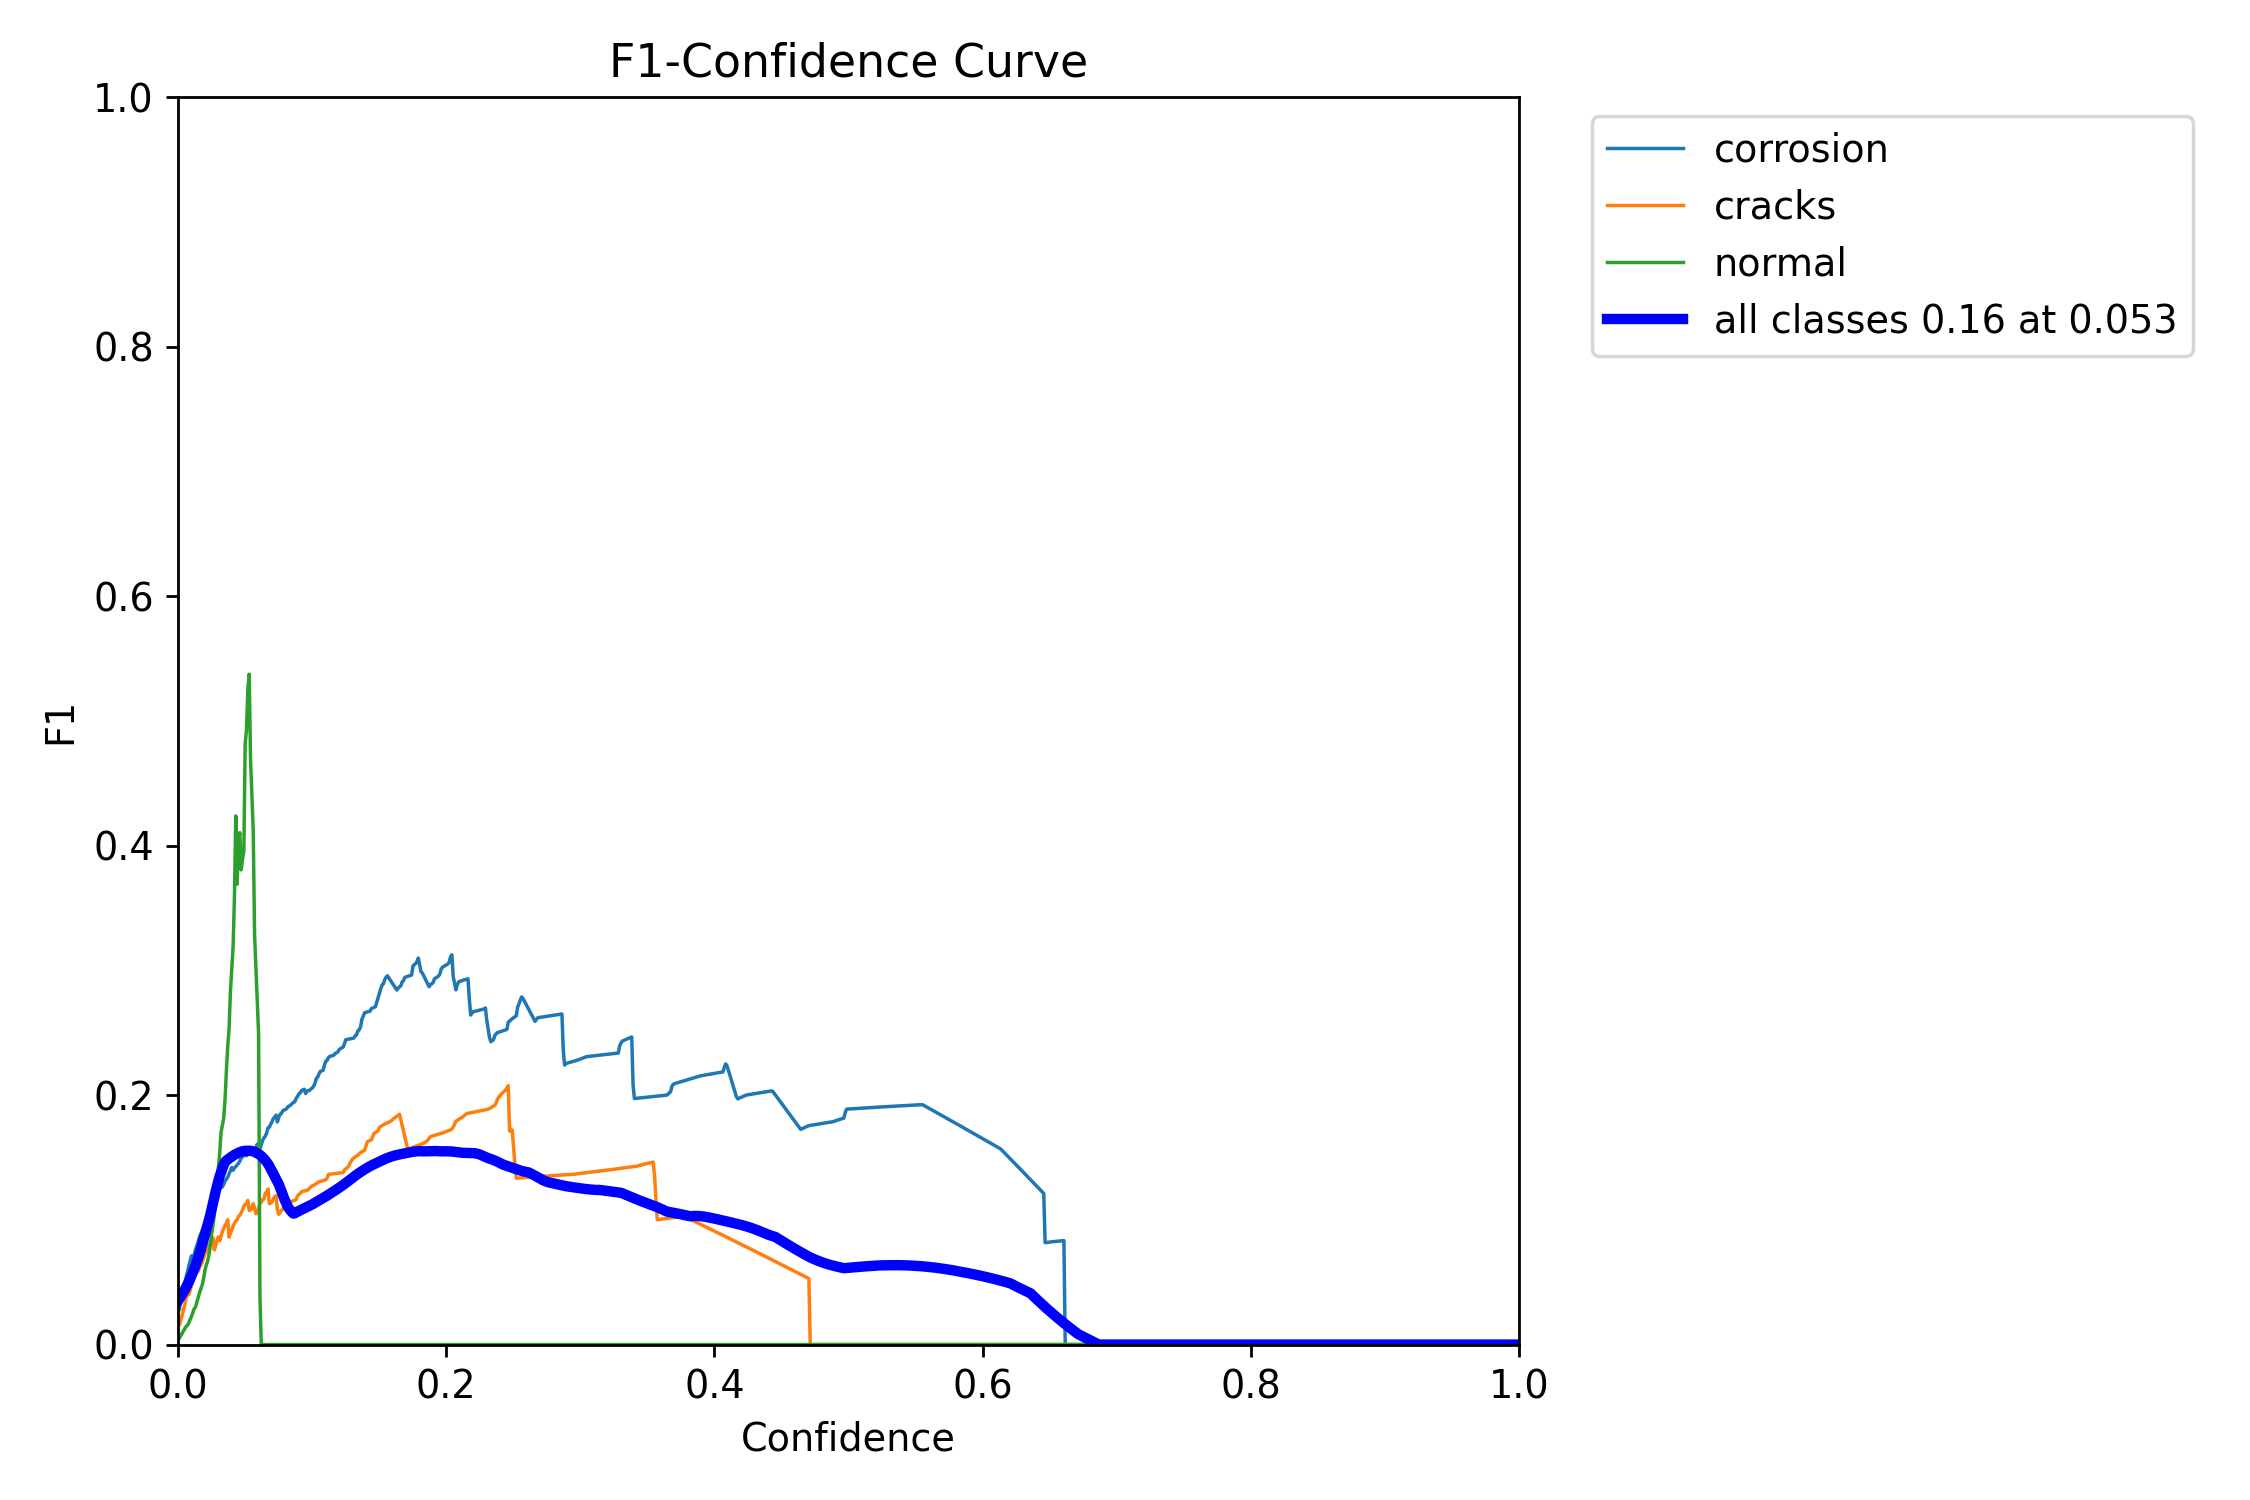 F1-Confidence Curve
1.0
0.8
0.6
0.4
0.2
0.0
F1
0.0 0.2 0.4 0.6 0.8 1.0
Confidence
corrosion
cracks
normal
all classes 0.16 at 0.053